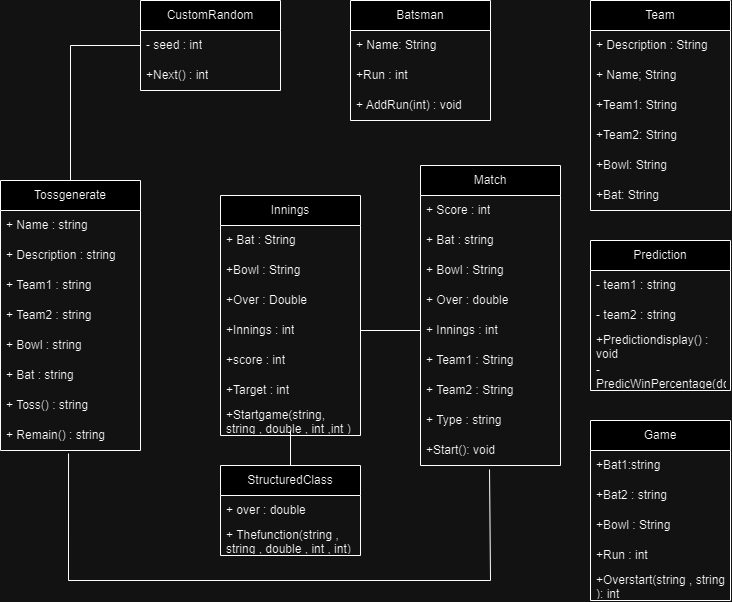 CustomRandom
- seed : int
+Next() : int
Batsman
+ Name: String
+Run : int
+ AddRun(int) : void
Team
+ Description : String
+ Name; String
+Team1: String
+Team2: String
+Bowl: String
+Bat: String
Tossgenerate
+ Name : string
+ Description : string
+ Team1 : string
+ Team2 : string
+ Bowl : string
+ Bat : string
+ Toss() : string
+ Remain() : string
Innings
+ Bat : String
+Bowl : String
+Over : Double
+Innings : int
+score : int
+Target : int
+Startgame(string,
string , double , int ,int )
Match
+ Score : int
+ Bat : string
+ Bowl : String
+ Over : double
+ Innings : int
+ Team1 : String
+ Team2 : String
+ Type : string
+Start(): void
StructuredClass
+ over : double
+ Thefunction(string ,
string , double , int , int)
Prediction
- team1 : string
- team2 : string
+Predictiondisplay() :
void
-
PredicWinPercentage(do
Game
+Bat1:string
+Bat2 : string
+Bowl : String
+Run : int
+Overstart(string , string
): int